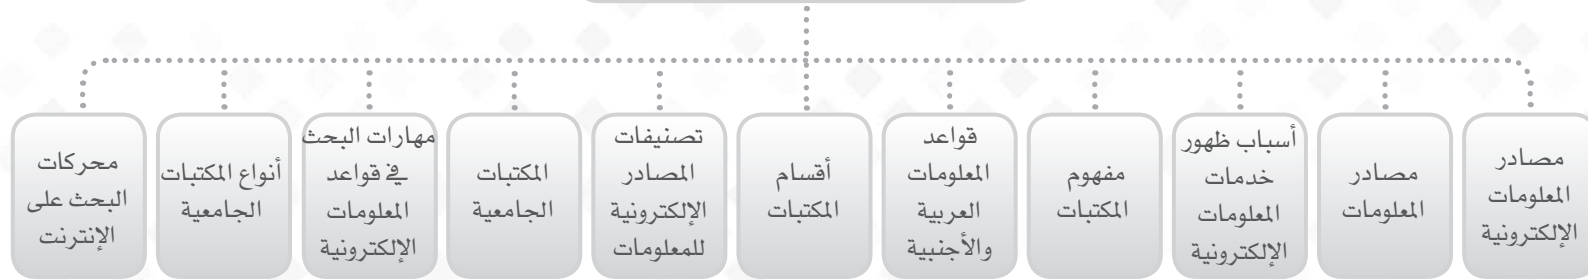 مصادر
المعلومات
الإلكترونية
مصادر
المعلومات
أسباب ظهور
خدمات
المعلومات
الإلكترونية
مفهوم
المكتبات
قواعد
المعلومات
العربية
والأجنبية
أقسام
المكتبات
تصنيفات
المصادر
الإلكترونية
للمعلومات
المكتبات
الجامعية
مهارات البحث
في قواعد
المعلومات
الإلكترونية
أنواع المكتبات
الجامعية
محركات
البحث على
الإنترنت